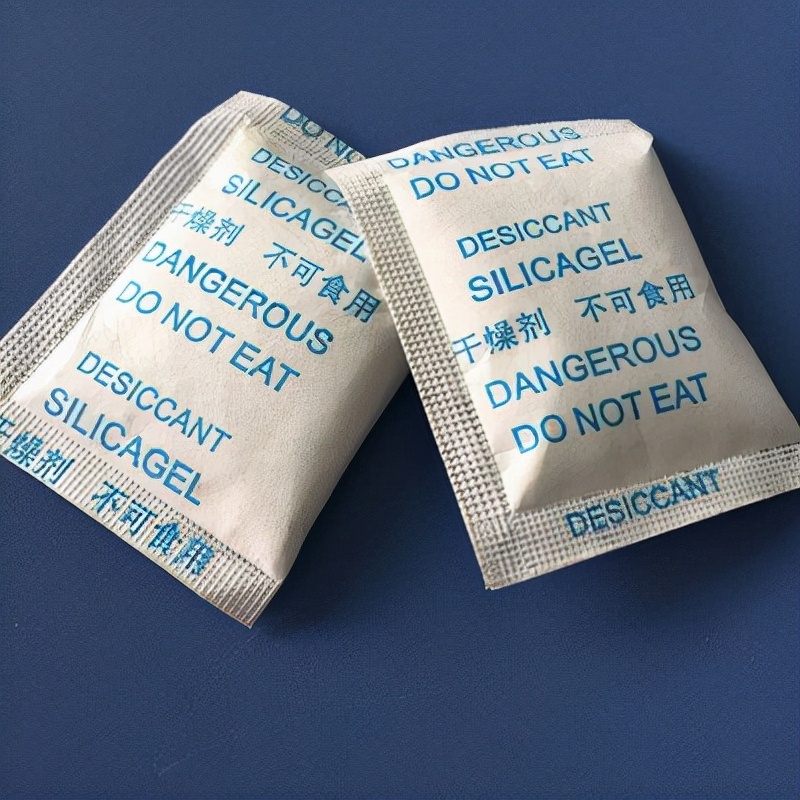 DO NO
DESICCA
SILICAGEL
干燥剂 不可食用
DANGEROUS
DO NOT EAT
DESICCANT
SILICAGEL
干燥剂 不可食用
DANGEROUS
DO NOT EAT
DESICCANT
SILICAGEL
干燥剂 不可食用
DANGEROUS
DO NOT EAT
DESICCANT